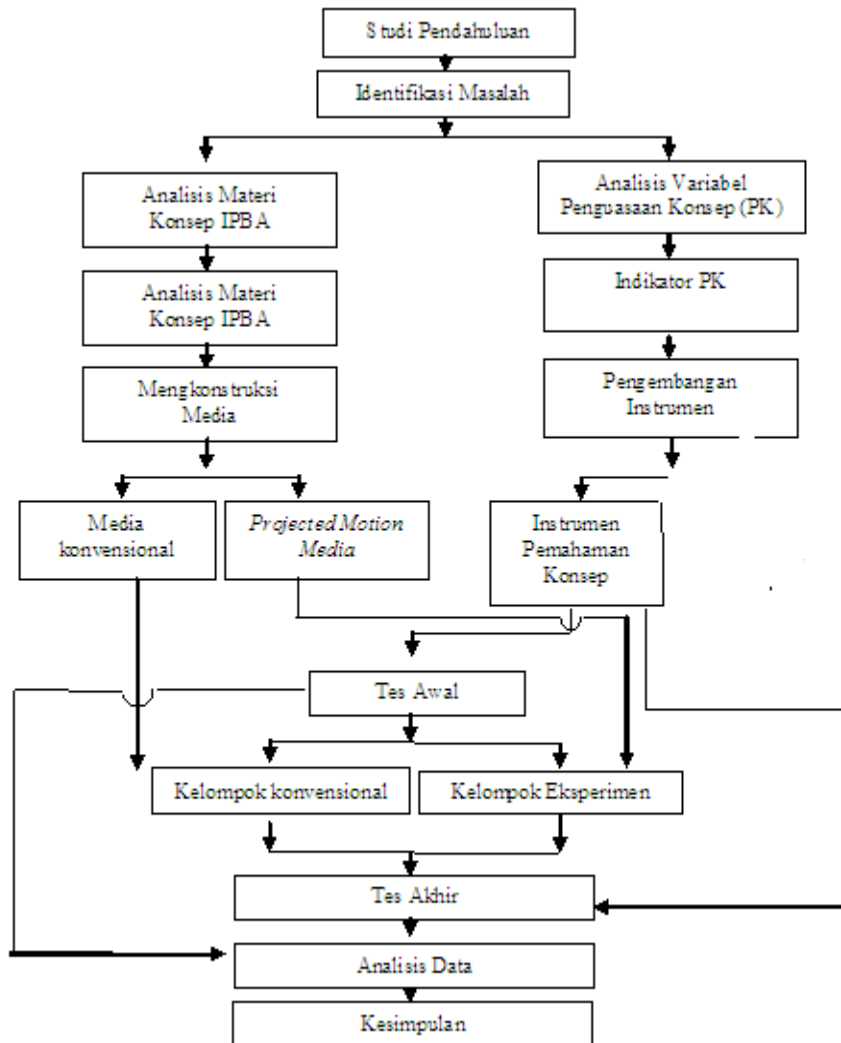 Studi Pendahuluan
Identifikasi Masalah
Analisis Materi
Konsep IPBA
Analisis Variabel
Penguasaan Konsep (PK)
Analisis Materi
Konsep IPBA
Indikator PK
Mengkonstruksi
Media
Pengembangan
Instrumen
Media
konvensional
Projected Motion
Media
Instrumen
Pemahaman
Konsep
Tes Awal
Kelompok konvensional
Kelompok Eksperimen
Tes Akhir
Analisis Data
Kesimpulan